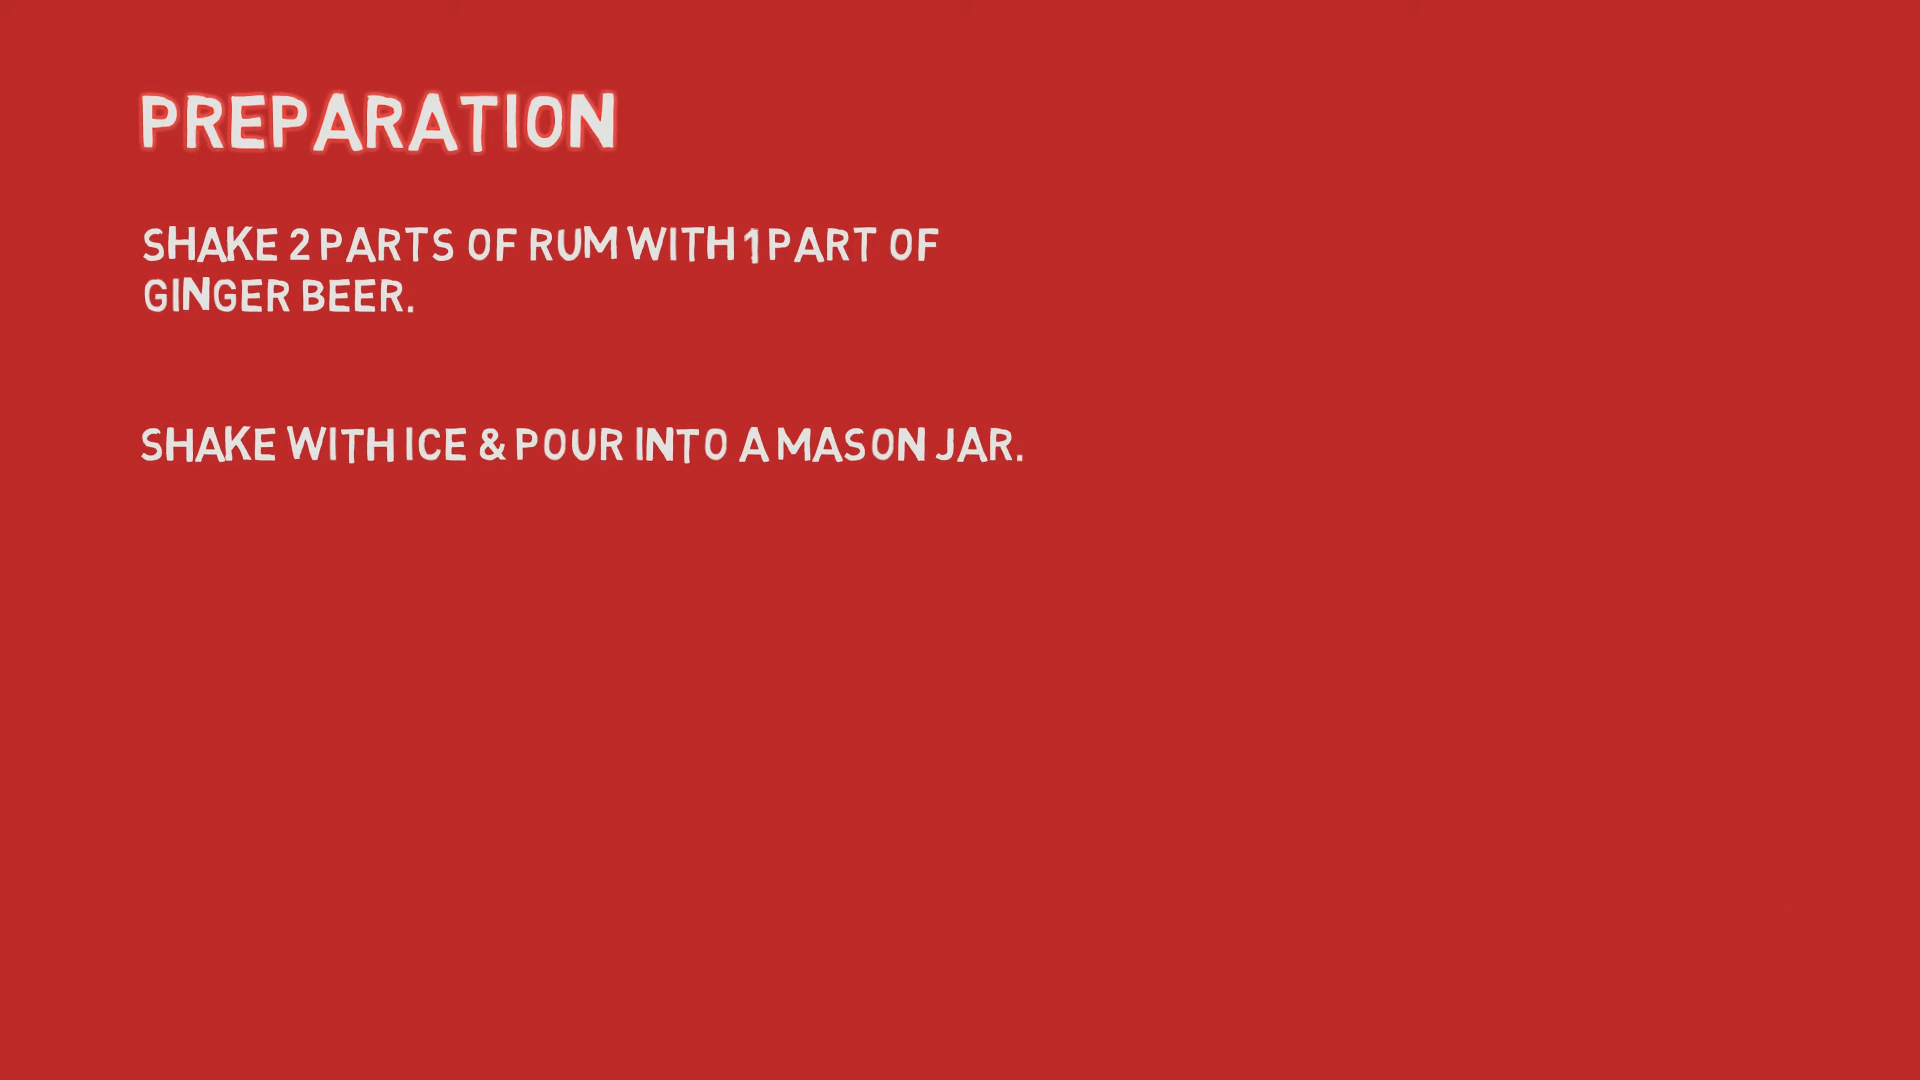 PREPARATION
SHAKE 2 PARTS OF RUM WITH 1 PART OF
GINGER BEER.
SHAKE WITH ICE & POUR INTO A MASON JAR.